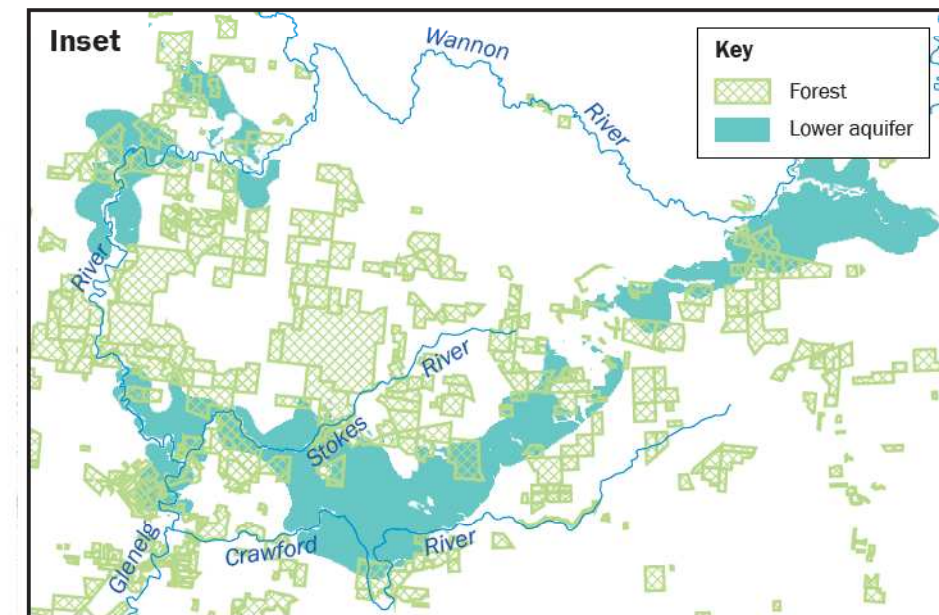 Inset
Wannon
River
Key
Forest
Lower aquifer
River
River
Stokes
Glenelg
Crawford
River